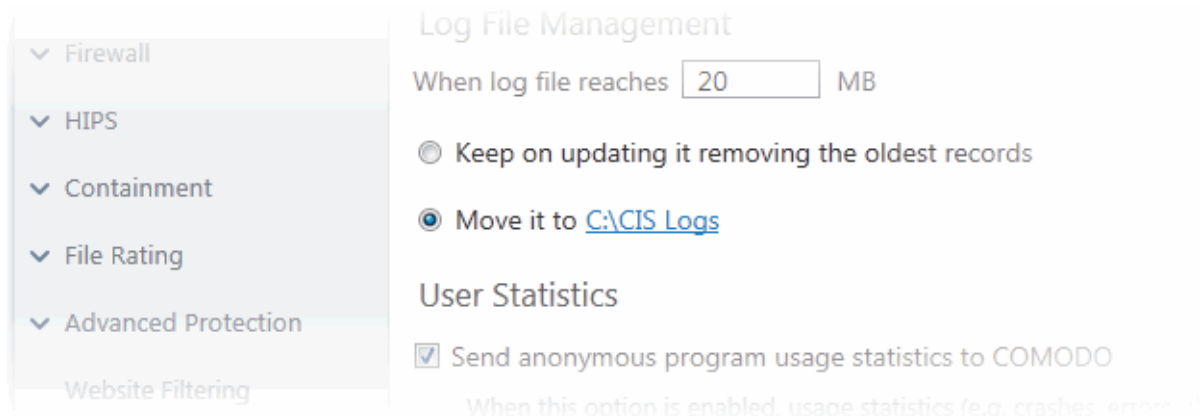 Firewall
HIPS
Containment
File Rating
Advanced Protection
Website Filtering
Log File Management
When log file reaches 20 MB
Keep on updating it removing the oldest records
Move it to C:\CIS Logs
User Statistics
Send anonymous program usage statistics to COMODO
When this option is enabled, usage statistics (e.g. crashes, errors,